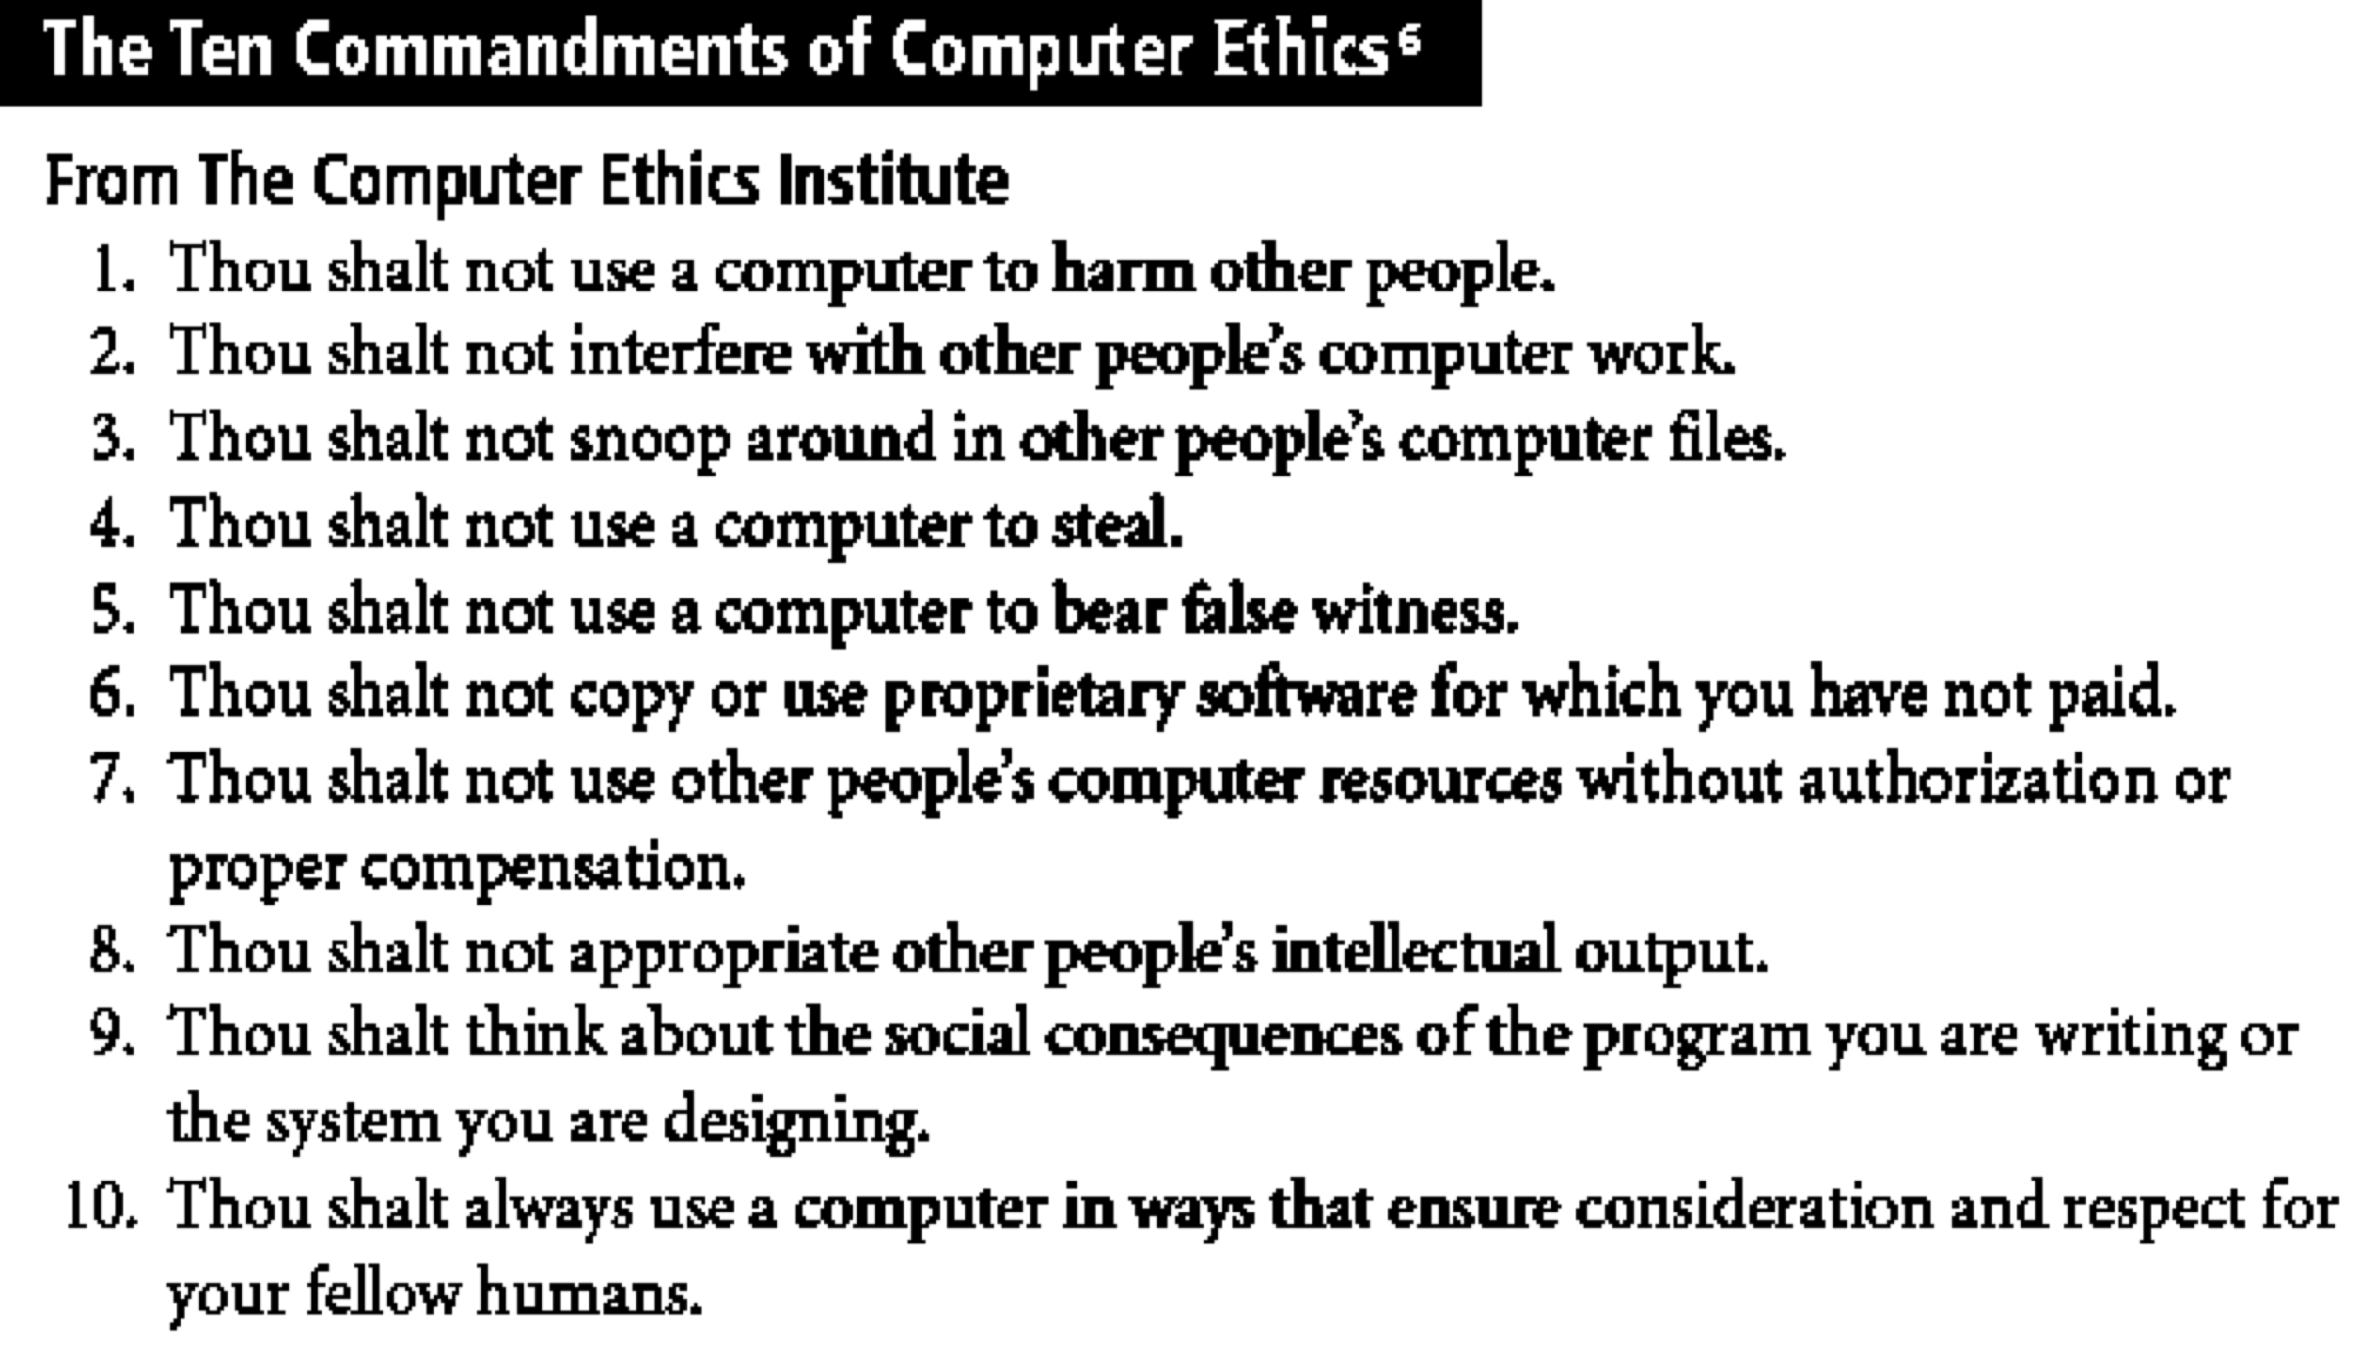 The Ten Commandments of Computer Ethics⁶
From The Computer Ethics Institute
1. Thou shalt not use a computer to harm other people.
2. Thou shalt not interfere with other people’s computer work.
3. Thou shalt not snoop around in other people’s computer files.
4. Thou shalt not use a computer to steal.
5. Thou shalt not use a computer to bear false witness.
6. Thou shalt not copy or use proprietary software for which you have not paid.
7. Thou shalt not use other people’s computer resources without authorization or
proper compensation.
8. Thou shalt not appropriate other people’s intellectual output.
9. Thou shalt think about the social consequences of the program you are writing or
the system you are designing.
10. Thou shalt always use a computer in ways that ensure consideration and respect for
your fellow humans.